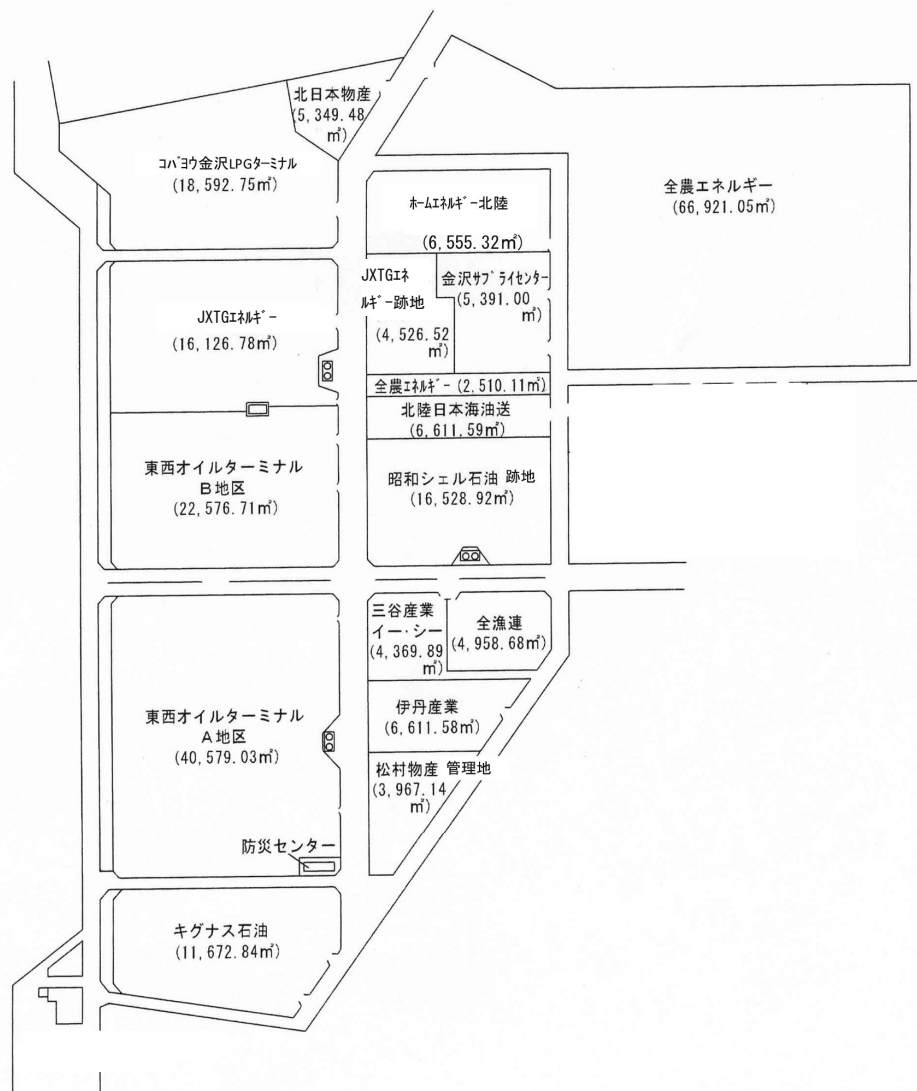 北日本物産
(5,349.48
㎡)
コバヨウ金沢LPGターミナル
(18,592.75㎡)
全農エネルギー
(66,921.05㎡)
ホームエネルギー北陸
(6,555.32㎡)
JXTGエネ
ルギー跡地
(4,526.52
㎡)
金沢サプライセンター
(5,391.00
㎡)
JXTGエネルギー
(16,126.78㎡)
全農エネルギー (2,510.11㎡)
北陸日本海油送
(6,611.59㎡)
東西オイルターミナル
B地区
(22,576.71㎡)
昭和シェル石油 跡地
(16,528.92㎡)
三谷産業
イー・シー
(4,369.89
㎡)
全漁連
(4,958.68㎡)
東西オイルターミナル
A地区
(40,579.03㎡)
伊丹産業
(6,611.58㎡)
松村物産 管理地
(3,967.14
㎡)
防災センター
キグナス石油
(11,672.84㎡)